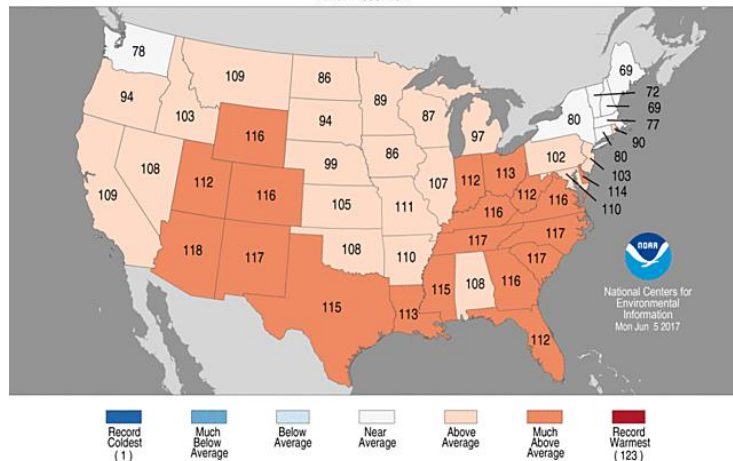 78
109
86
89
87
69
94
103
94
97
72
69
77
90
80
80
116
99
86
102
103
114
110
109
108
112
116
105
111
107
112
113
112
116
116
118
117
108
110
117
117
117
115
113
115
108
116
112
NOAA
National Centers for
Environmental
Information
Mon Jun 5 2017
Record
Coldest
(1)
Much
Below
Average
Below
Average
Near
Average
Above
Average
Much
Above
Average
Record
Warmest
(123)